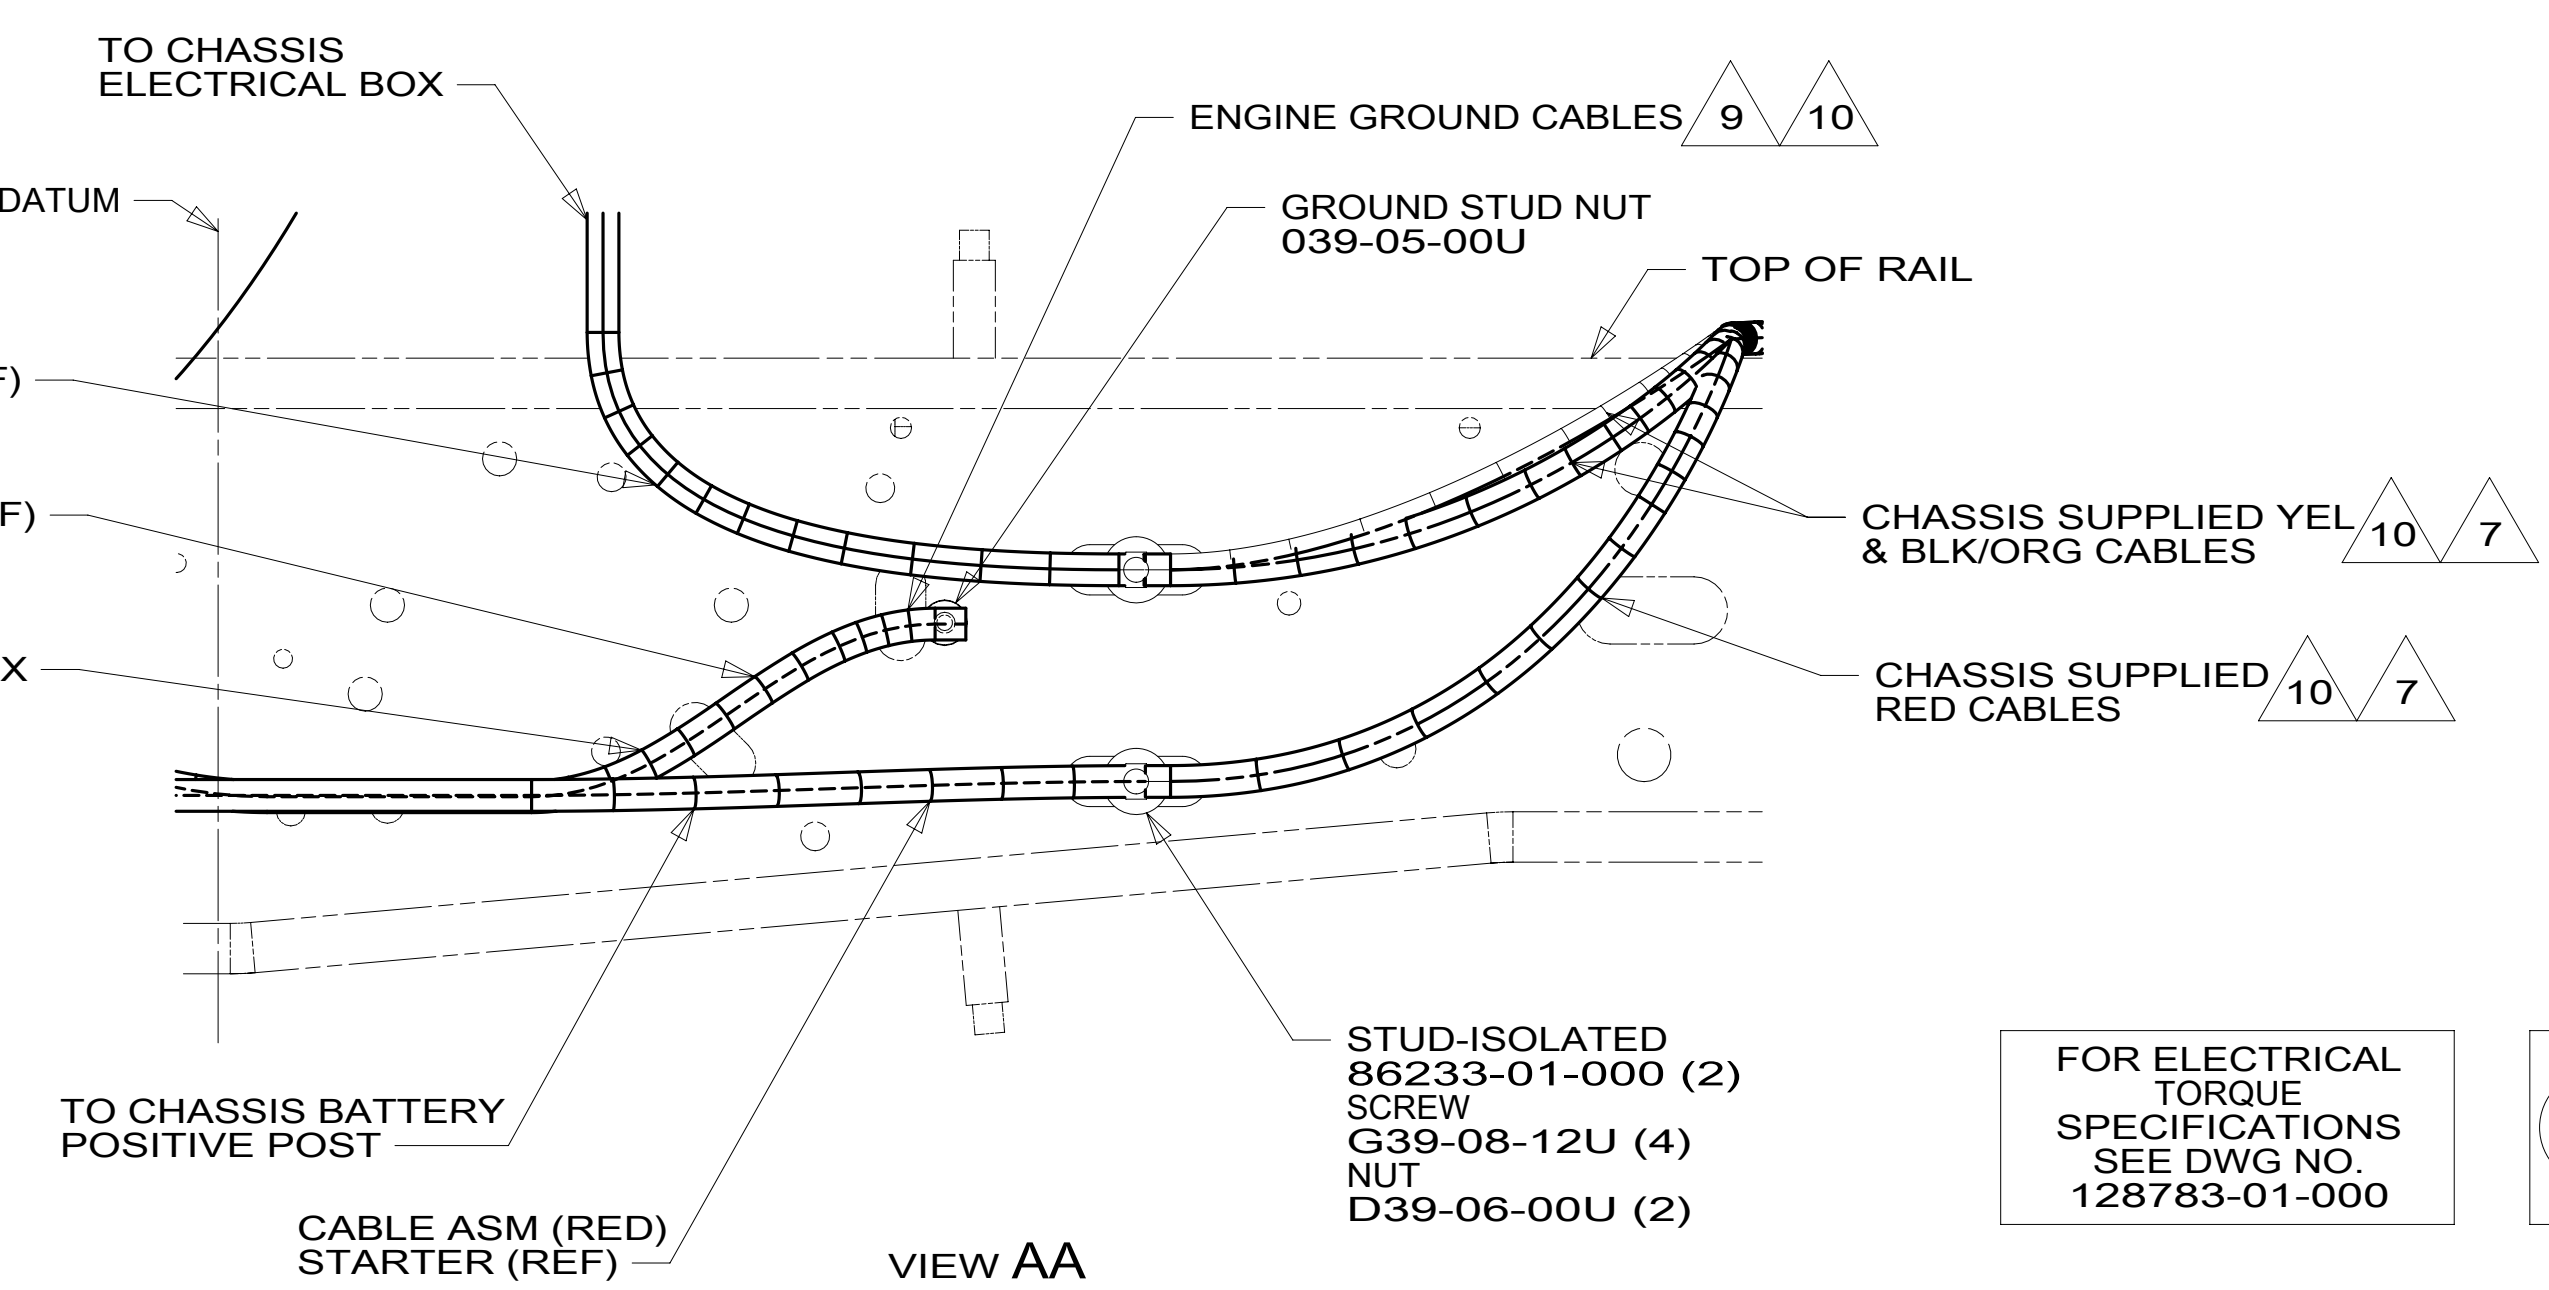 TO CHASSIS
ELECTRICAL BOX
ENGINE GROUND CABLES 9 10
DATUM
GROUND STUD NUT
039-05-00U
TOP OF RAIL
F)
F)
CHASSIS SUPPLIED YEL 10 7
& BLK/ORG CABLES
X
CHASSIS SUPPLIED 10 7
RED CABLES
STUD-ISOLATED
86233-01-000 (2)
SCREW
G39-08-12U (4)
NUT
D39-06-00U (2)
FOR ELECTRICAL
TORQUE
SPECIFICATIONS
SEE DWG NO.
128783-01-000
TO CHASSIS BATTERY
POSITIVE POST
CABLE ASM (RED)
STARTER (REF)
VIEW AA